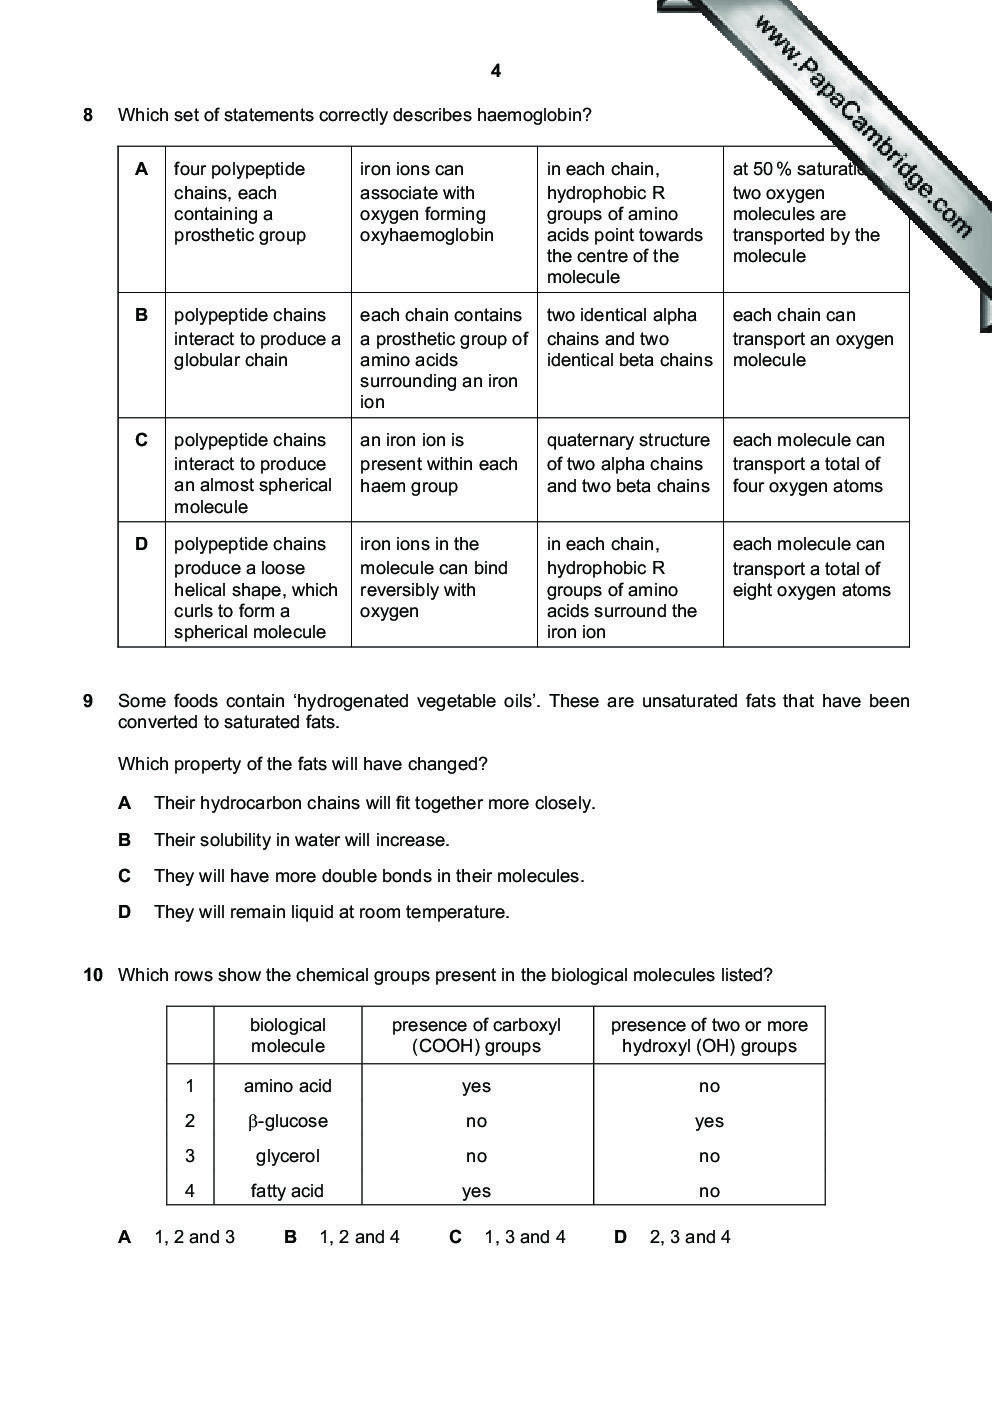 www.PapaCambridge.com
4
8 Which set of statements correctly describes haemoglobin?
A four polypeptide chains, each containing a prosthetic group
iron ions can associate with oxygen forming oxyhaemoglobin
in each chain, hydrophobic R groups of amino acids point towards the centre of the molecule
at 50 % two oxygen molecules are transported by the molecule
B polypeptide chains interact to produce a globular chain
each chain contains a prosthetic group of amino acids surrounding an iron ion
two identical alpha chains and two identical beta chains
each chain can transport an oxygen molecule
C polypeptide chains interact to produce an almost spherical molecule
an iron ion is present within each haem group
quaternary structure of two alpha chains and two beta chains
each molecule can transport a total of four oxygen atoms
D polypeptide chains produce a loose helical shape, which curls to form a spherical molecule
iron ions in the molecule can bind reversibly with oxygen
in each chain, hydrophobic R groups of amino acids surround the iron ion
each molecule can transport a total of eight oxygen atoms
9 Some foods contain ‘hydrogenated vegetable oils’. These are unsaturated fats that have been
converted to saturated fats.
Which property of the fats will have changed?
A Their hydrocarbon chains will fit together more closely.
B Their solubility in water will increase.
C They will have more double bonds in their molecules.
D They will remain liquid at room temperature.
10 Which rows show the chemical groups present in the biological molecules listed?
biological molecule
presence of carboxyl (COOH) groups
presence of two or more hydroxyl (OH) groups
1 amino acid yes no
2 β-glucose no yes
3 glycerol no no
4 fatty acid yes no
A 1, 2 and 3 B 1, 2 and 4 C 1, 3 and 4 D 2, 3 and 4